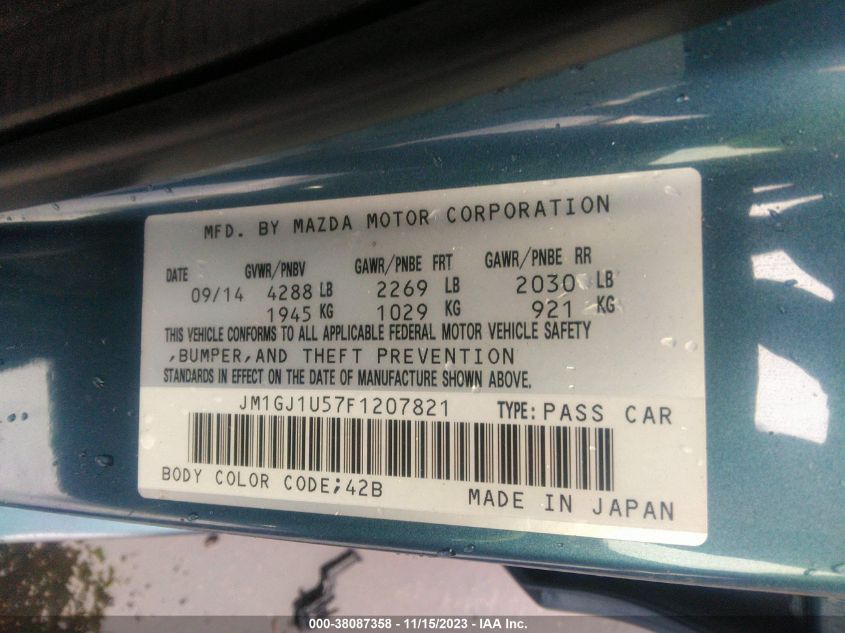 MFD. BY MAZDA MOTOR CORPORATION
DATE GVWR/PNBV GAWR/PNBE FRT GAWR/PNBE RR
09/14 4288 LB 2269 LB 2030 LB
1945 KG 1029 KG 921 KG
THIS VEHICLE CONFORMS TO ALL APPLICABLE FEDERAL MOTOR VEHICLE SAFETY
,BUMPER,AND THEFT PREVENTION
STANDARDS IN EFFECT ON THE DATE OF MANUFACTURE SHOWN ABOVE.
JM1GJ1U57F1207821 TYPE: PASS CAR
BODY COLOR CODE;42B MADE IN JAPAN
000-38087358 - 11/15/2023 - IAA Inc.